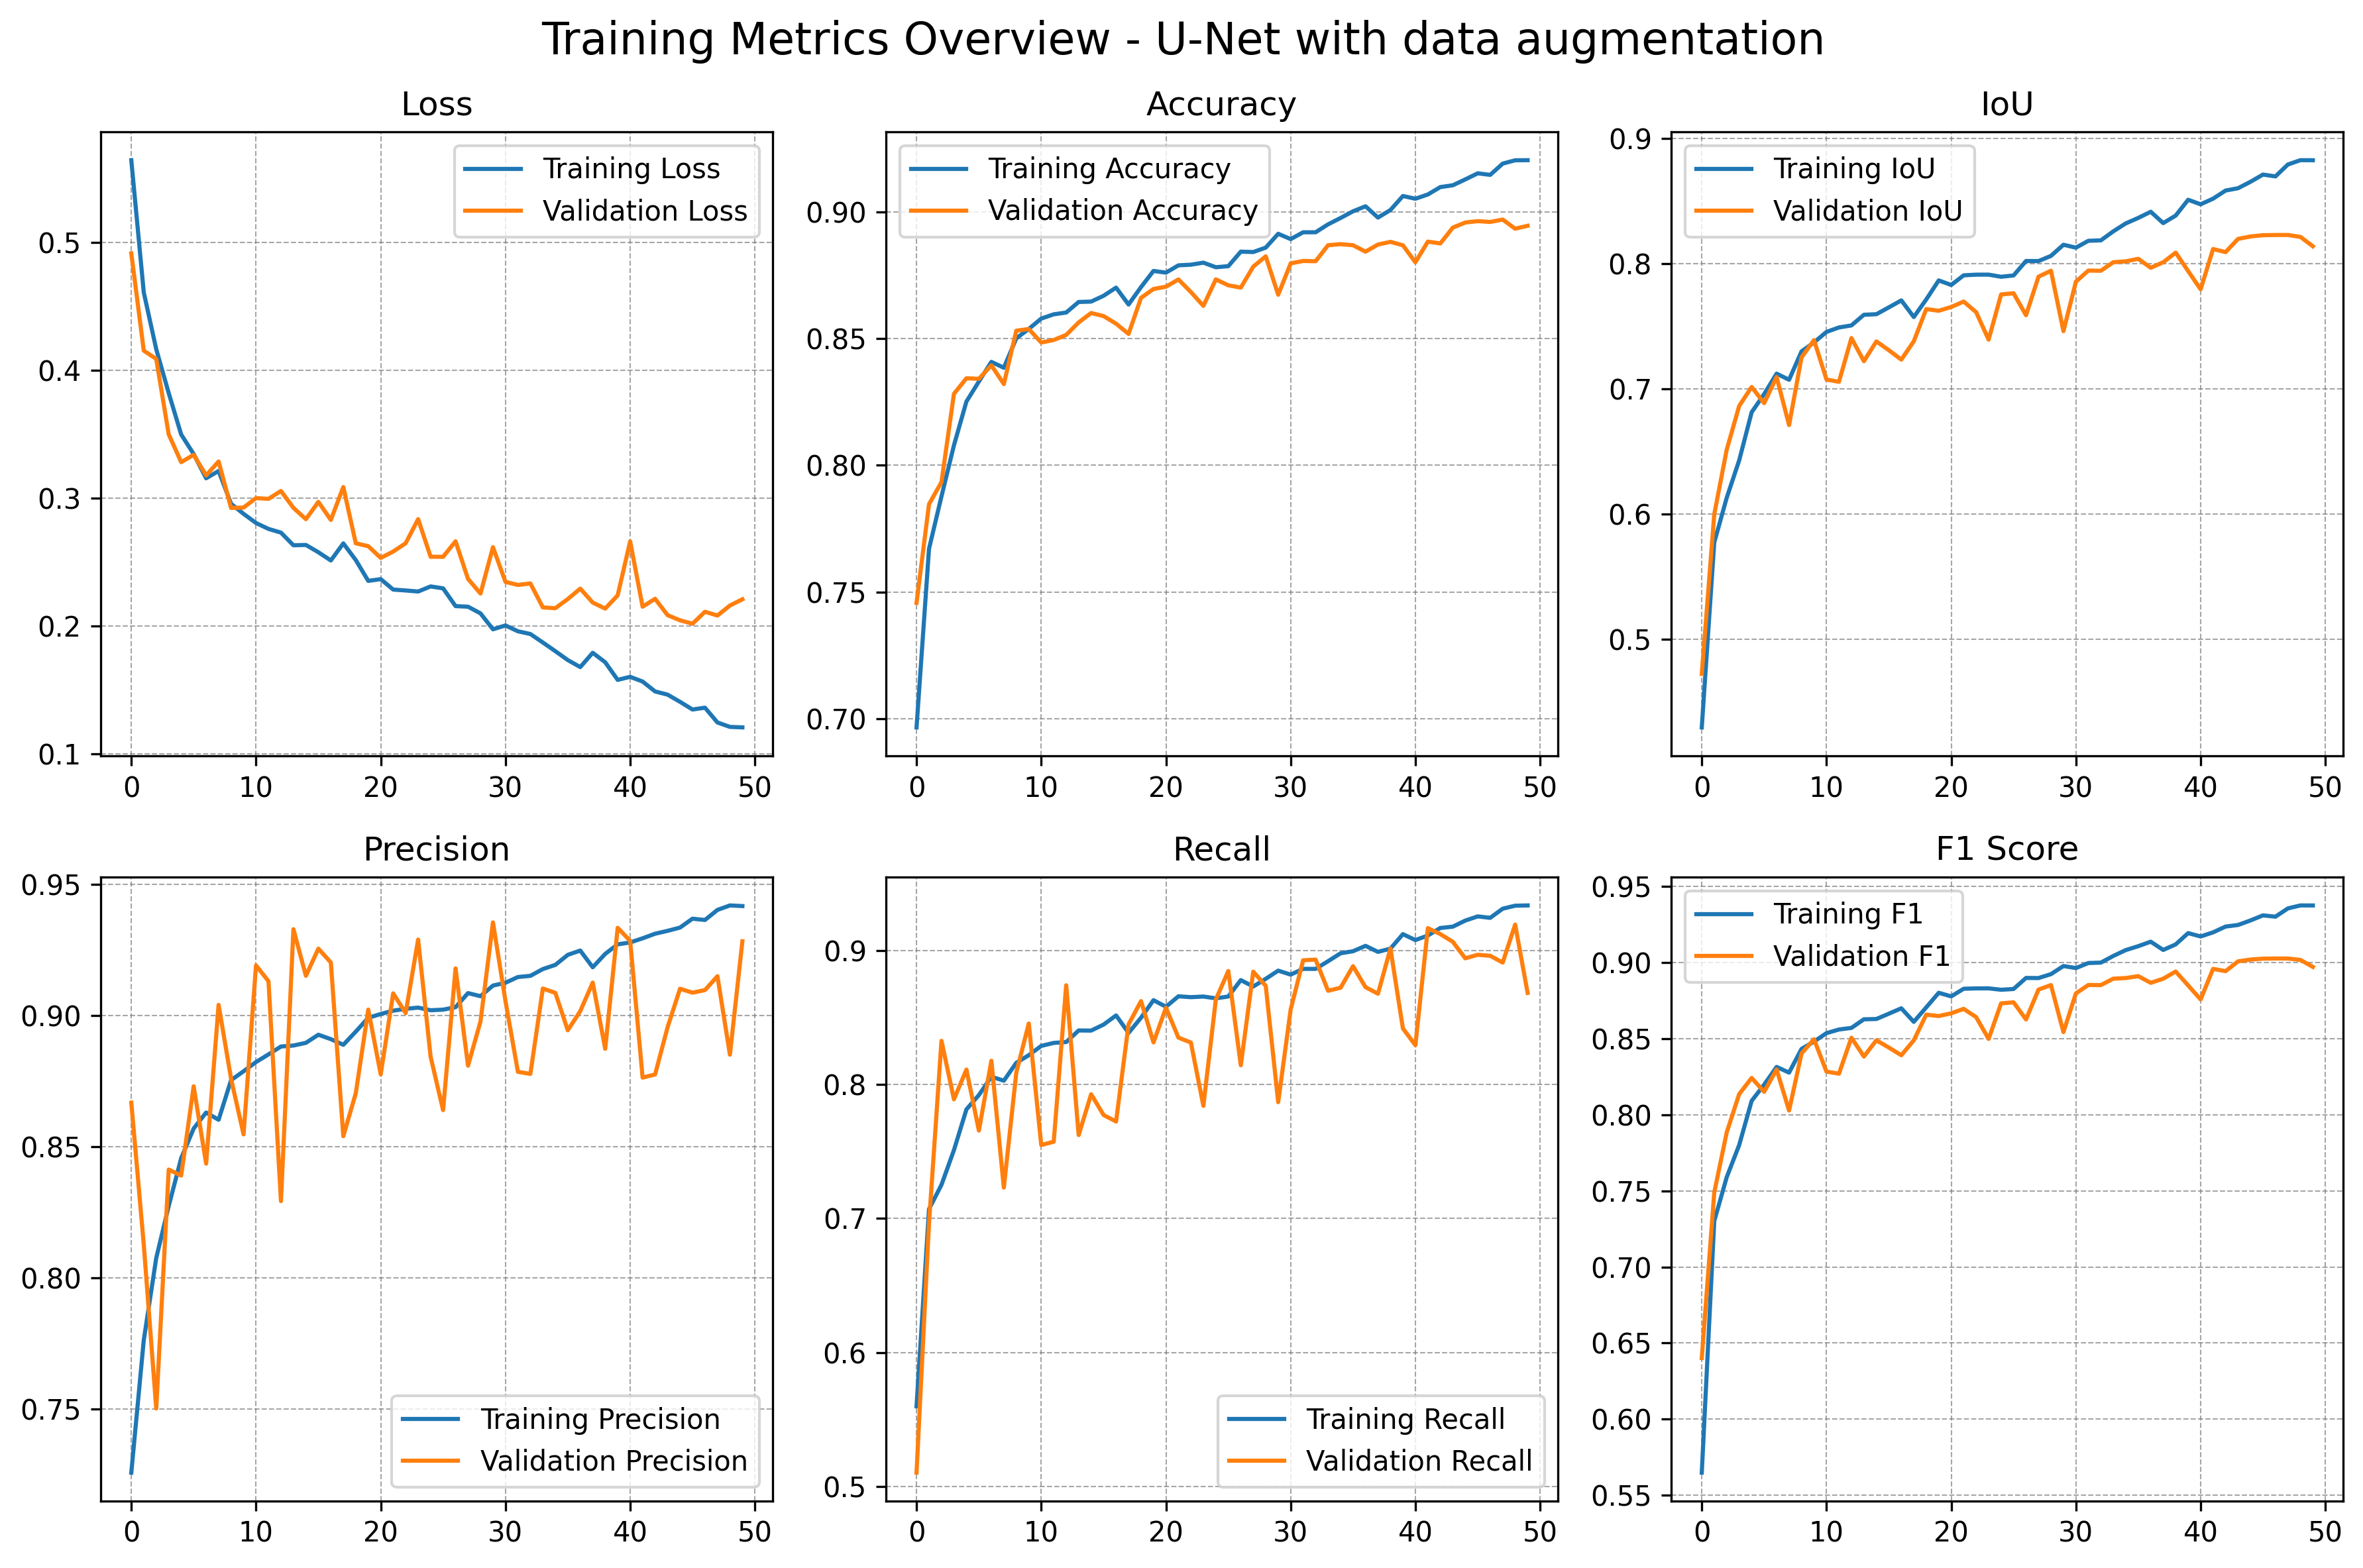 Training Metrics Overview - U-Net with data augmentation
Loss
Training Loss
Validation Loss
0.5
0.4
0.3
0.2
0.1
0 10 20 30 40 50
Accuracy
Training Accuracy
Validation Accuracy
0.90
0.85
0.80
0.75
0.70
0 10 20 30 40 50
IoU
Training IoU
Validation IoU
0.9
0.8
0.7
0.6
0.5
0 10 20 30 40 50
Precision
0.95
0.90
0.85
0.80
0.75
Training Precision
Validation Precision
0 10 20 30 40 50
Recall
0.9
0.8
0.7
0.6
0.5
Training Recall
Validation Recall
0 10 20 30 40 50
F1 Score
Training F1
Validation F1
0.95
0.90
0.85
0.80
0.75
0.70
0.65
0.60
0.55
0 10 20 30 40 50